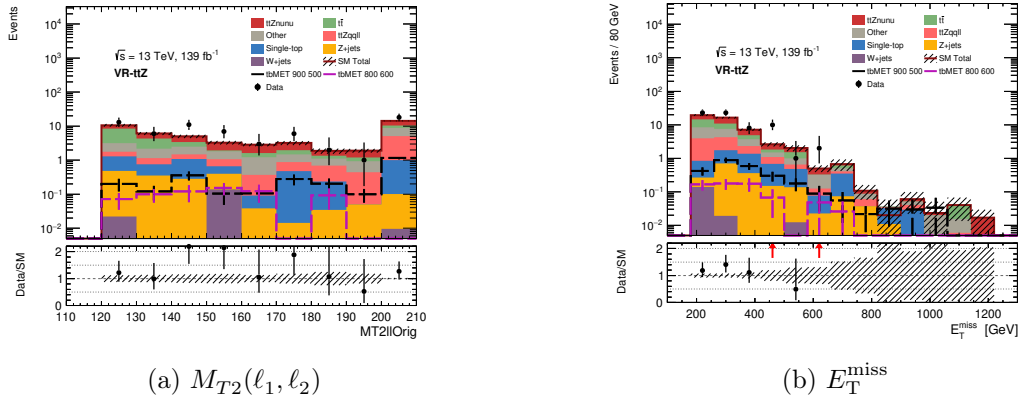 Events
10⁴
10³
10²
10
1
10⁻¹
10⁻²
√s = 13 TeV, 139 fb⁻¹
VR-ttZ
ttZnunu
tt̄
Other
ttZqqll
Single-top
Z+jets
W+jets
SM Total
tbMET 900 500
tbMET 800 600
Data
Data/SM
2
1
0
110 120 130 140 150 160 170 180 190 200 210
MT2llOrig
(a) M_{T2}(ℓ₁, ℓ₂)
Events / 80 GeV
10⁴
10³
10²
10
1
10⁻¹
10⁻²
√s = 13 TeV, 139 fb⁻¹
VR-ttZ
ttZnunu
tt̄
Other
ttZqqll
Single-top
Z+jets
W+jets
SM Total
tbMET 900 500
tbMET 800 600
Data
Data/SM
2
1
0
200 400 600 800 1000 1200
E_T^miss [GeV]
(b) E_T^miss